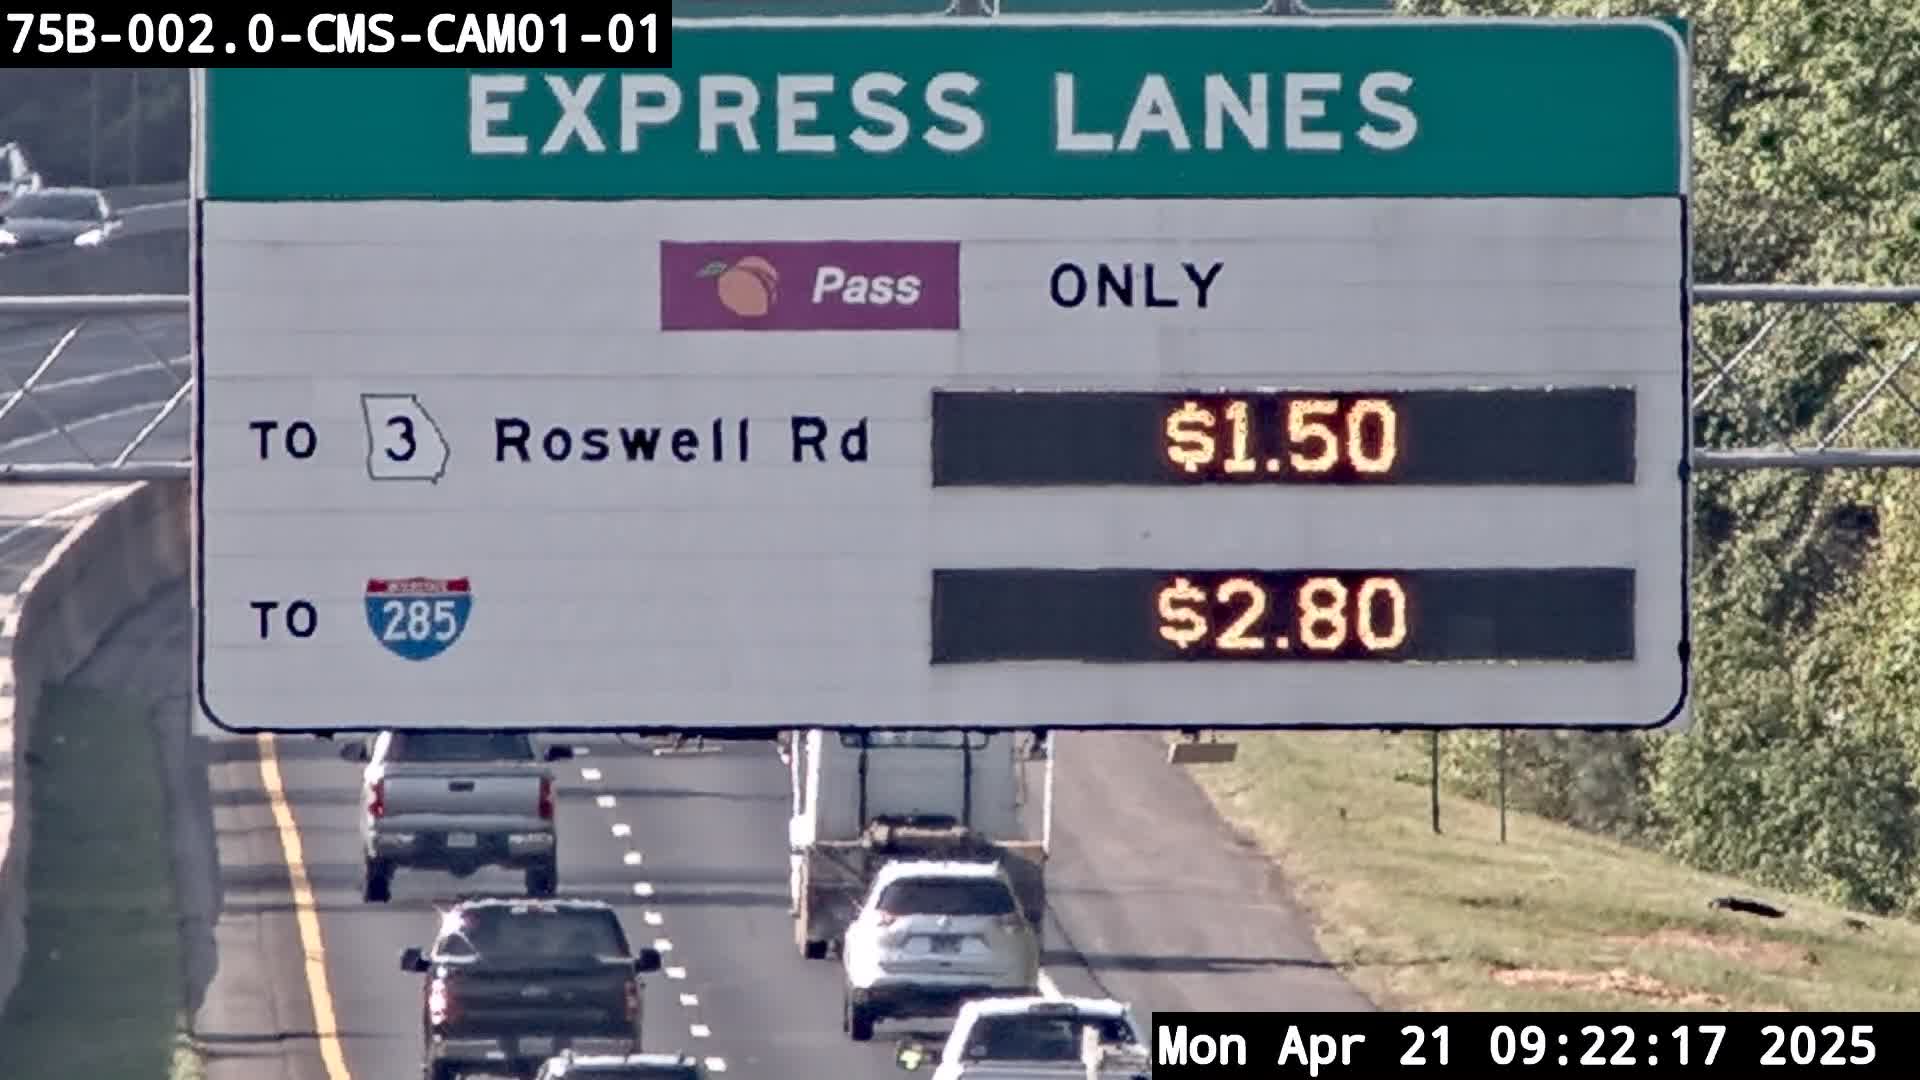 75B-002.0-CMS-CAM01-01
EXPRESS LANES
Pass ONLY
TO 3 Roswell Rd $1.50
TO 285 $2.80
Mon Apr 21 09:22:17 2025